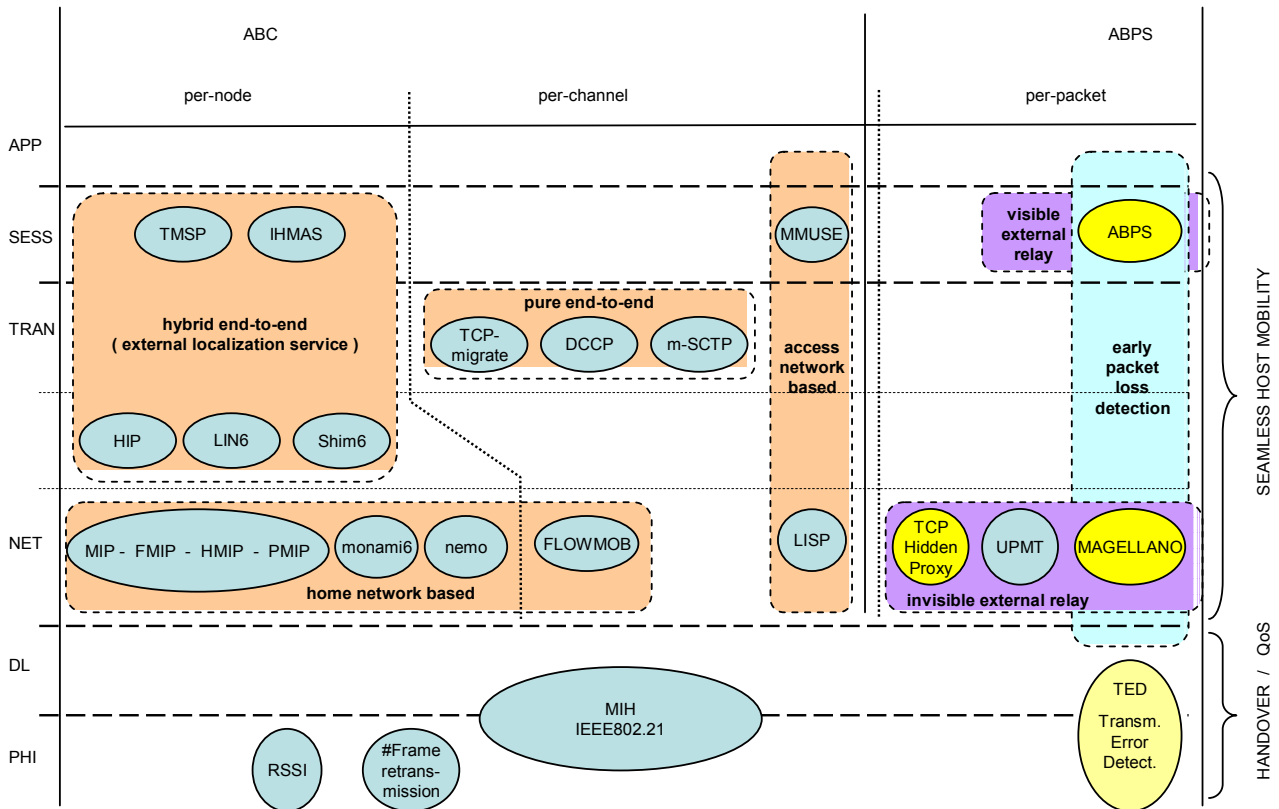 ABC
ABPS
per-node
per-channel
per-packet
APP
SESS
TMSP
IHMAS
MMUSE
visible
external
relay
ABPS
TRAN
hybrid end-to-end
( external localization service )
pure end-to-end
TCP-
migrate
DCCP
m-SCTP
access
network
based
early
packet
loss
detection
HIP
LIN6
Shim6
NET
MIP - FMIP - HMIP - PMIP
monami6
nemo
FLOWMOB
home network based
LISP
TCP
Hidden
Proxy
UPMT
MAGELLANO
invisible external relay
SEAMLESS HOST MOBILITY
DL
MIH
IEEE802.21
TED
Transm.
Error
Detect.
PHI
RSSI
#Frame
retrans-
mission
HANDOVER / QoS